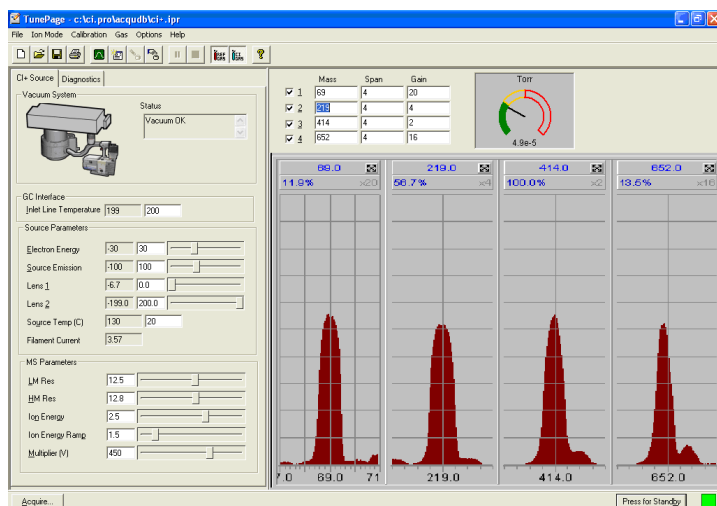 TunePage - c:\ci.pro\acqudb\ci+.ipr
File Ion Mode Calibration Gas Options Help
CI+ Source Diagnostics
Vacuum System
Status
Vacuum OK
GC Interface
Inlet Line Temperature 199 200
Source Parameters
Electron Energy -30 30
Source Emission -100 100
Lens 1 -6.7 0.0
Lens 2 -199.0 200.0
Source Temp (C) 130 20
Filament Current 3.57
MS Parameters
LM Res 12.5
HM Res 12.8
Ion Energy 2.5
Ion Energy Ramp 1.5
Multiplier (V) 450
Mass Span Gain
1 69 4 20
2 219 4 4
3 414 4 2
4 652 4 16
Torr
4.9e-5
69.0 219.0 414.0 652.0
11.9% x20 56.7% x4 100.0% x2 13.5% x16
7.0 69.0 71 219.0 414.0 652.0
Acquire... Press for Standby